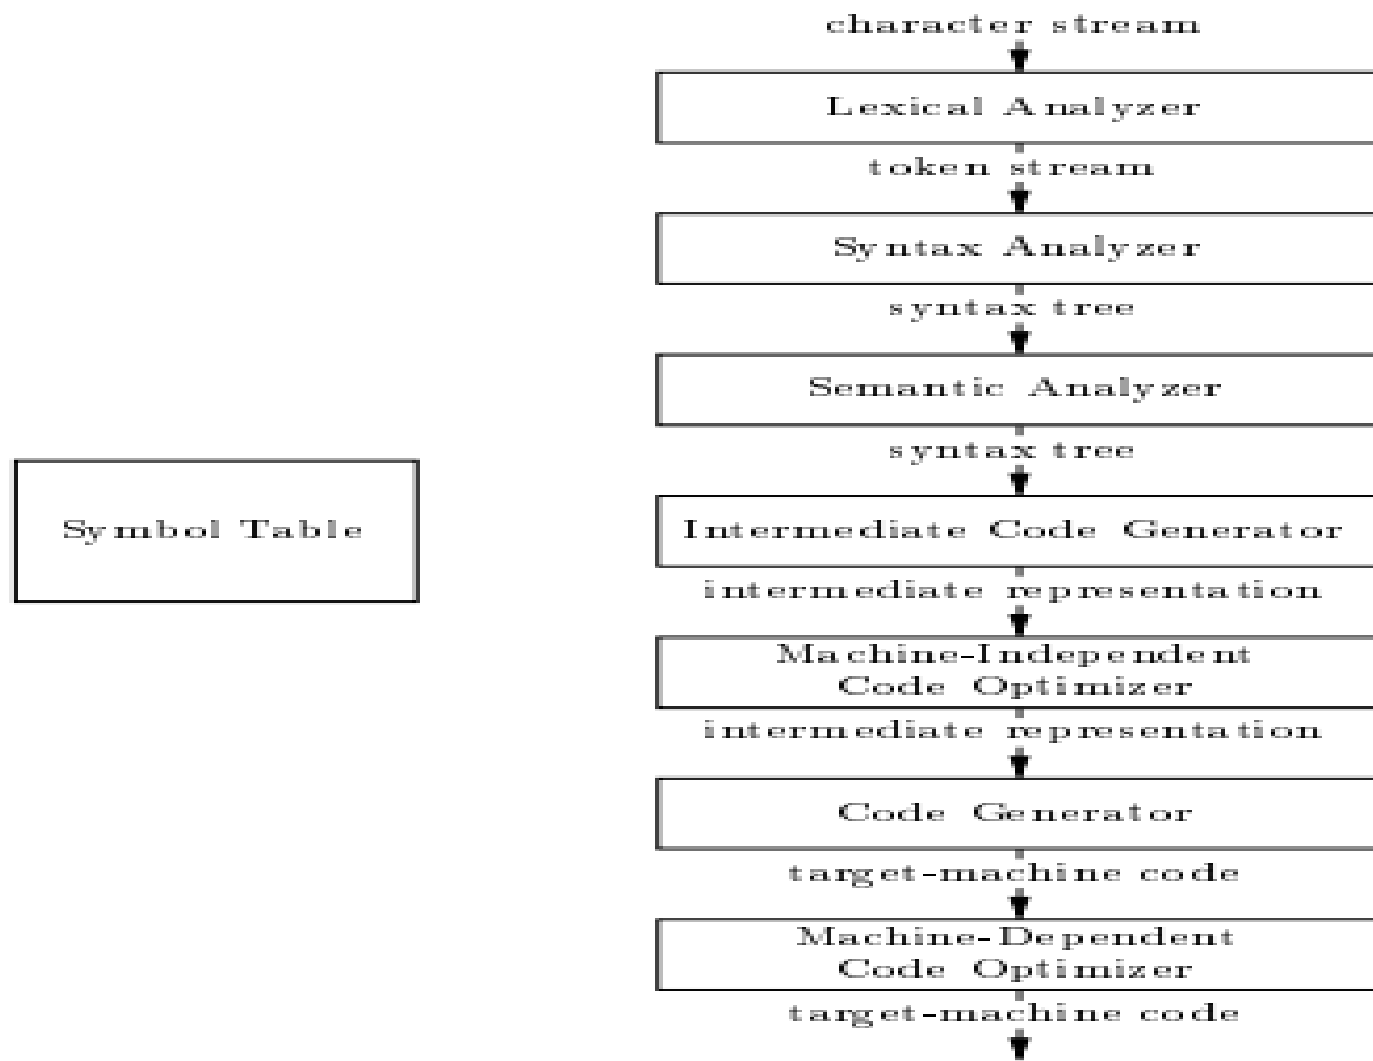 character stream
Lexical Analyzer
token stream
Syntax Analyzer
syntax tree
Semantic Analyzer
syntax tree
Symbol Table
Intermediate Code Generator
intermediate representation
Machine-Independent
Code Optimizer
intermediate representation
Code Generator
target-machine code
Machine-Dependent
Code Optimizer
target-machine code